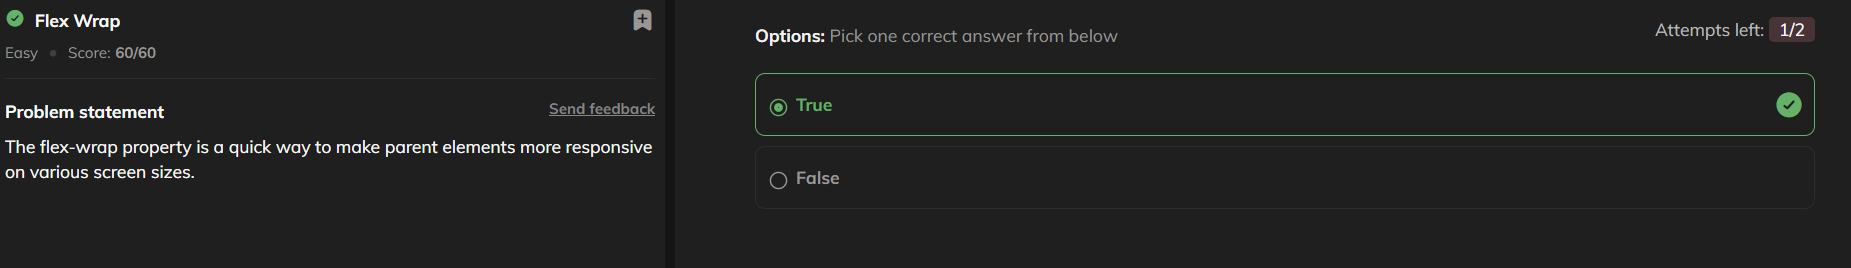 Flex Wrap
Easy • Score: 60/60
Problem statement
Send feedback
The flex-wrap property is a quick way to make parent elements more responsive
on various screen sizes.
Options: Pick one correct answer from below
Attempts left: 1/2
True
False